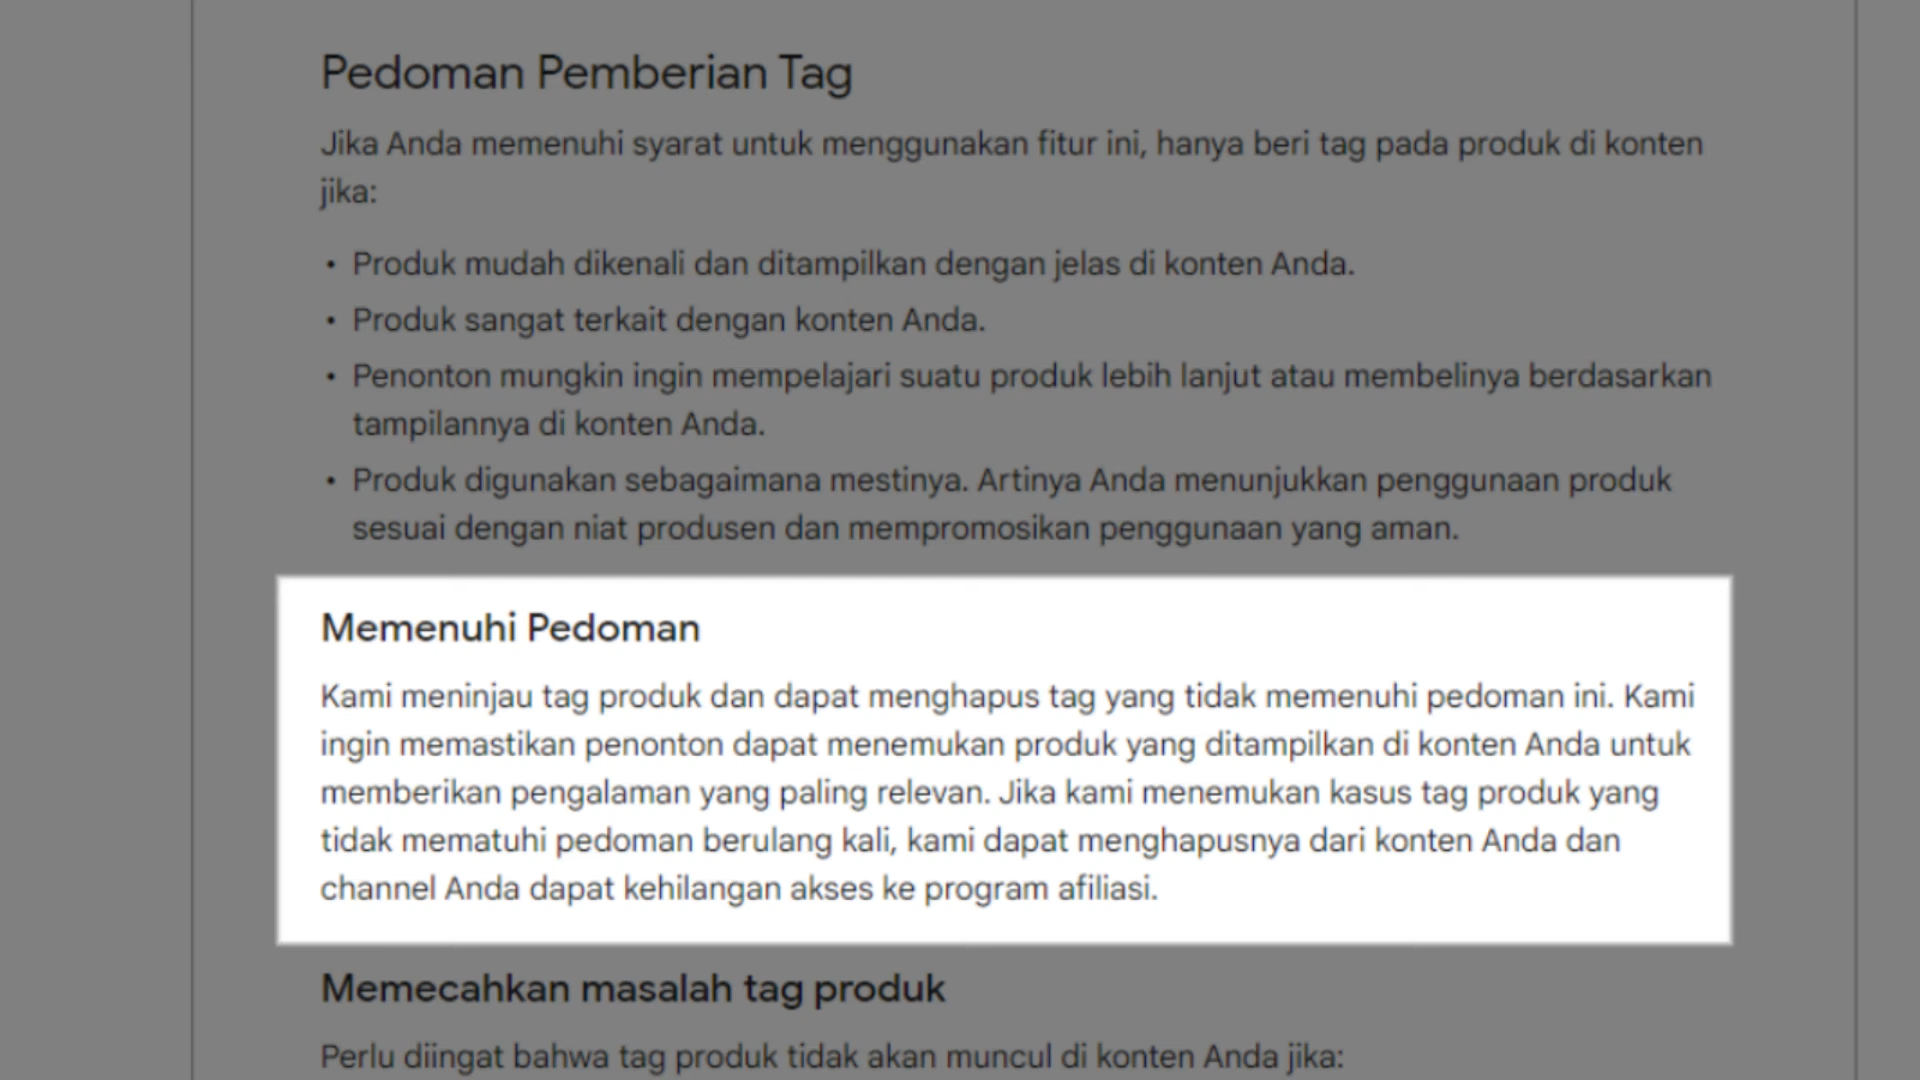 Pedoman Pemberian Tag
Jika Anda memenuhi syarat untuk menggunakan fitur ini, hanya beri tag pada produk di konten
jika:
• Produk mudah dikenali dan ditampilkan dengan jelas di konten Anda.
• Produk sangat terkait dengan konten Anda.
• Penonton mungkin ingin mempelajari suatu produk lebih lanjut atau membelinya berdasarkan
tampilannya di konten Anda.
• Produk digunakan sebagaimana mestinya. Artinya Anda menunjukkan penggunaan produk
sesuai dengan niat produsen dan mempromosikan penggunaan yang aman.
Memenuhi Pedoman
Kami meninjau tag produk dan dapat menghapus tag yang tidak memenuhi pedoman ini. Kami
ingin memastikan penonton dapat menemukan produk yang ditampilkan di konten Anda untuk
memberikan pengalaman yang paling relevan. Jika kami menemukan kasus tag produk yang
tidak mematuhi pedoman berulang kali, kami dapat menghapusnya dari konten Anda dan
channel Anda dapat kehilangan akses ke program afiliasi.
Memecahkan masalah tag produk
Perlu diingat bahwa tag produk tidak akan muncul di konten Anda jika: